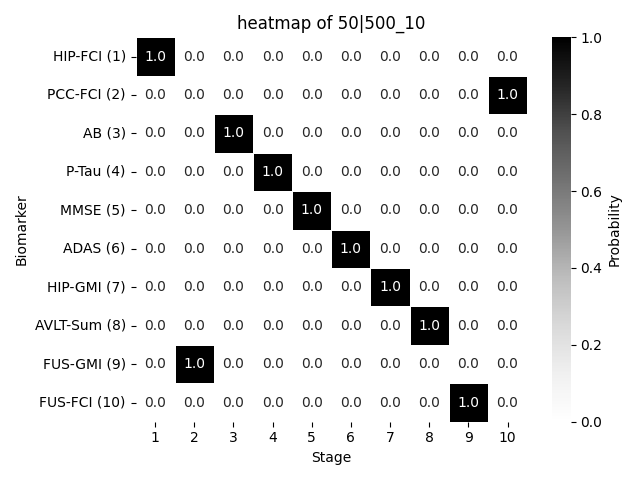 heatmap of 50|500_10
HIP-FCI (1) 1.0 0.0 0.0 0.0 0.0 0.0 0.0 0.0 0.0 0.0
PCC-FCI (2) 0.0 0.0 0.0 0.0 0.0 0.0 0.0 0.0 0.0 1.0
AB (3) 0.0 0.0 1.0 0.0 0.0 0.0 0.0 0.0 0.0 0.0
P-Tau (4) 0.0 0.0 0.0 1.0 0.0 0.0 0.0 0.0 0.0 0.0
MMSE (5) 0.0 0.0 0.0 0.0 1.0 0.0 0.0 0.0 0.0 0.0
ADAS (6) 0.0 0.0 0.0 0.0 0.0 1.0 0.0 0.0 0.0 0.0
HIP-GMI (7) 0.0 0.0 0.0 0.0 0.0 0.0 1.0 0.0 0.0 0.0
AVLT-Sum (8) 0.0 0.0 0.0 0.0 0.0 0.0 0.0 1.0 0.0 0.0
FUS-GMI (9) 0.0 1.0 0.0 0.0 0.0 0.0 0.0 0.0 0.0 0.0
FUS-FCI (10) 0.0 0.0 0.0 0.0 0.0 0.0 0.0 0.0 1.0 0.0
1 2 3 4 5 6 7 8 9 10
Stage
Biomarker
1.0
0.8
0.6
0.4
0.2
0.0
Probability